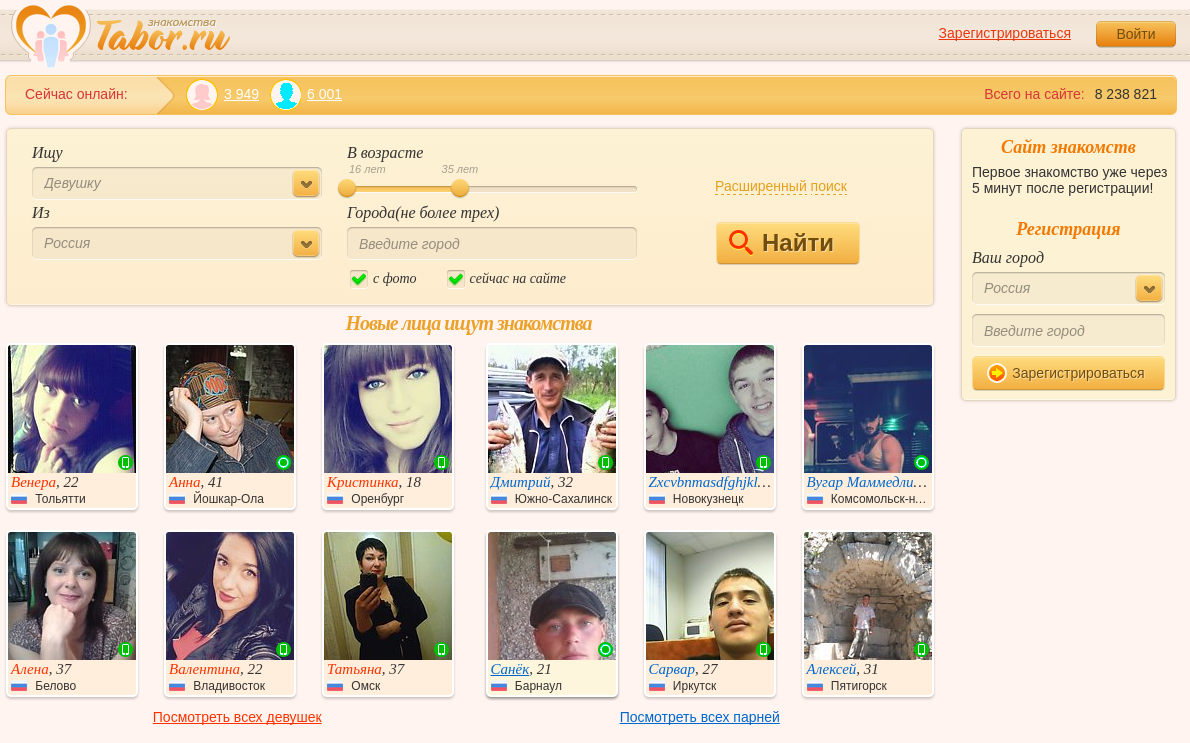 знакомства
Tabor.ru
Зарегистрироваться
Войти
Сейчас онлайн:
3 949
6 001
Всего на сайте: 8 238 821
Ищу
Девушку
Из
Россия
В возрасте
16 лет
35 лет
Города(не более трех)
Введите город
с фото
сейчас на сайте
Расширенный поиск
Найти
Сайт знакомств
Первое знакомство уже через
5 минут после регистрации!
Регистрация
Ваш город
Россия
Введите город
Зарегистрироваться
Новые лица ищут знакомства
Венера, 22
Тольятти
Анна, 41
Йошкар-Ола
Кристинка, 18
Оренбург
Дмитрий, 32
Южно-Сахалинск
Zxcvbnmasdfghjkl…
Новокузнецк
Вугар Маммедли…
Комсомольск-н…
Алена, 37
Белово
Валентина, 22
Владивосток
Татьяна, 37
Омск
Санёк, 21
Барнаул
Сарвар, 27
Иркутск
Алексей, 31
Пятигорск
Посмотреть всех девушек
Посмотреть всех парней